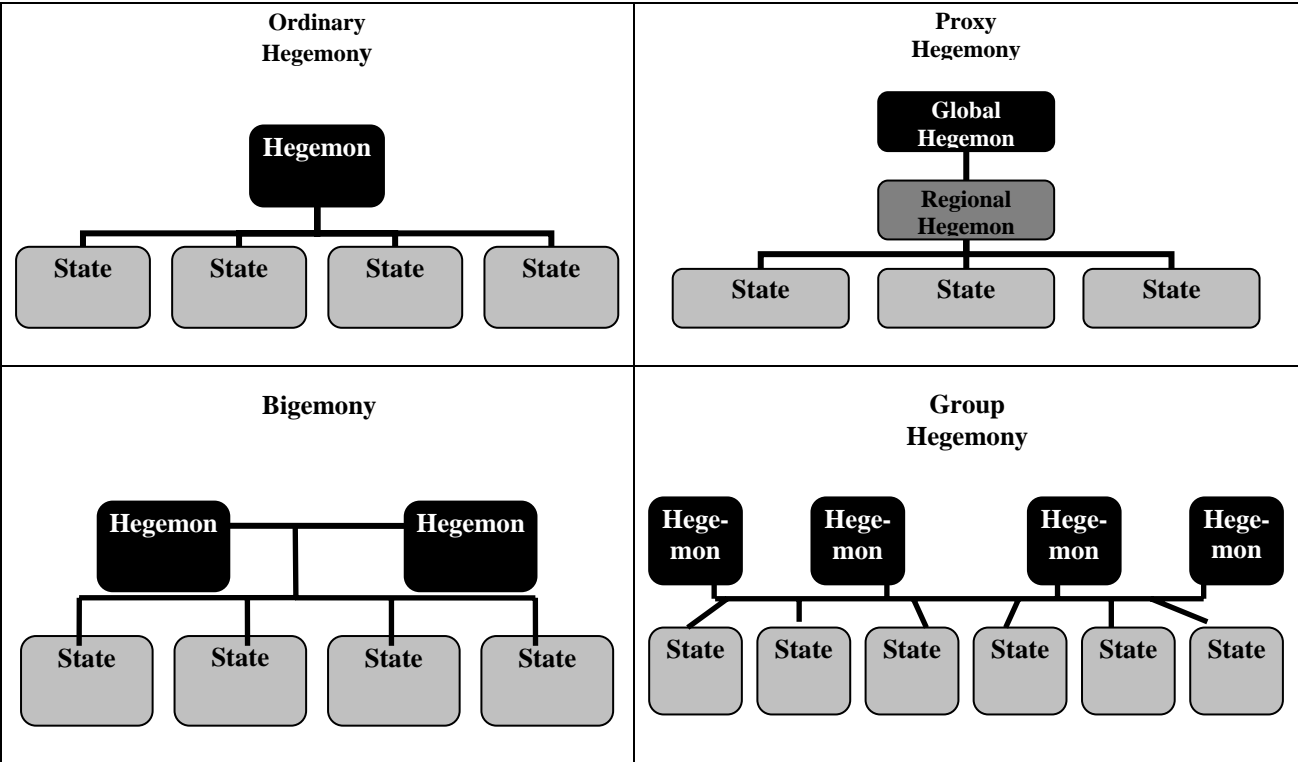 Ordinary
Hegemony
Hegemon
State State State State
Proxy
Hegemony
Global
Hegemon
Regional
Hegemon
State State State
Bigemony
Hegemon Hegemon
State State State State
Group
Hegemony
Hege- Hege- Hege- Hege-
mon mon mon mon
State State State State State State